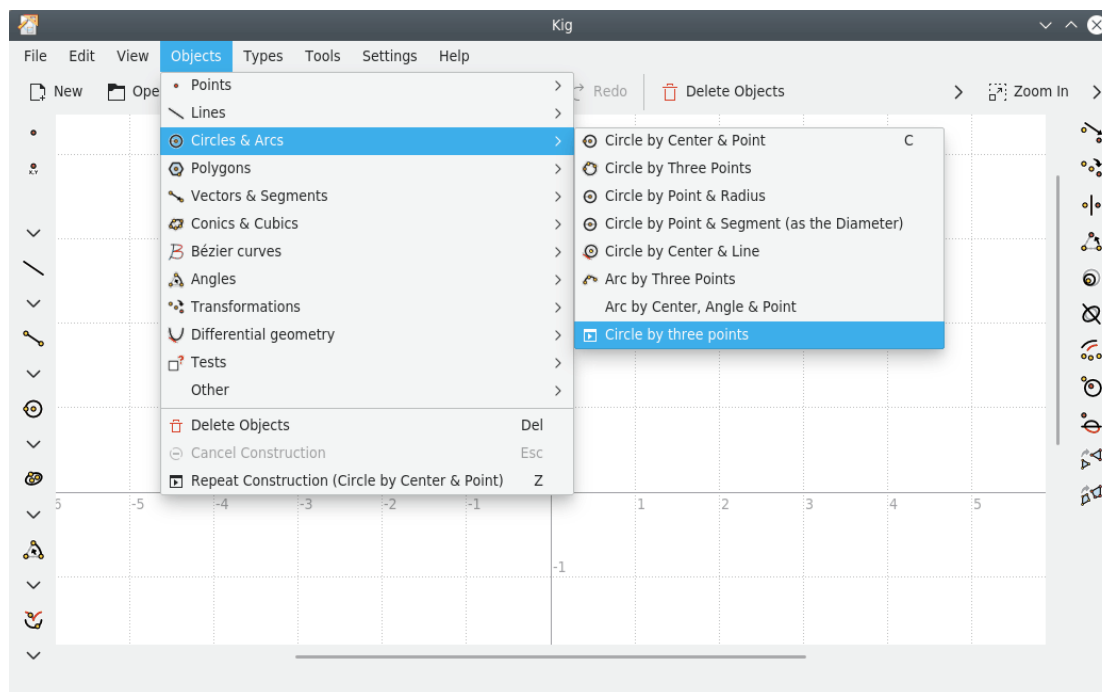 Kig
File Edit View Objects Types Tools Settings Help
New Ope Redo Delete Objects Zoom In
Points
Lines
Circles & Arcs
Polygons
Vectors & Segments
Conics & Cubics
Bézier curves
Angles
Transformations
Differential geometry
Tests
Other
Delete Objects Del
Cancel Construction Esc
Repeat Construction (Circle by Center & Point) Z
Circle by Center & Point C
Circle by Three Points
Circle by Point & Radius
Circle by Point & Segment (as the Diameter)
Circle by Center & Line
Arc by Three Points
Arc by Center, Angle & Point
Circle by three points
X,Y
6 -5 -4 -3 -2 -1 1 2 3 4 5
-1